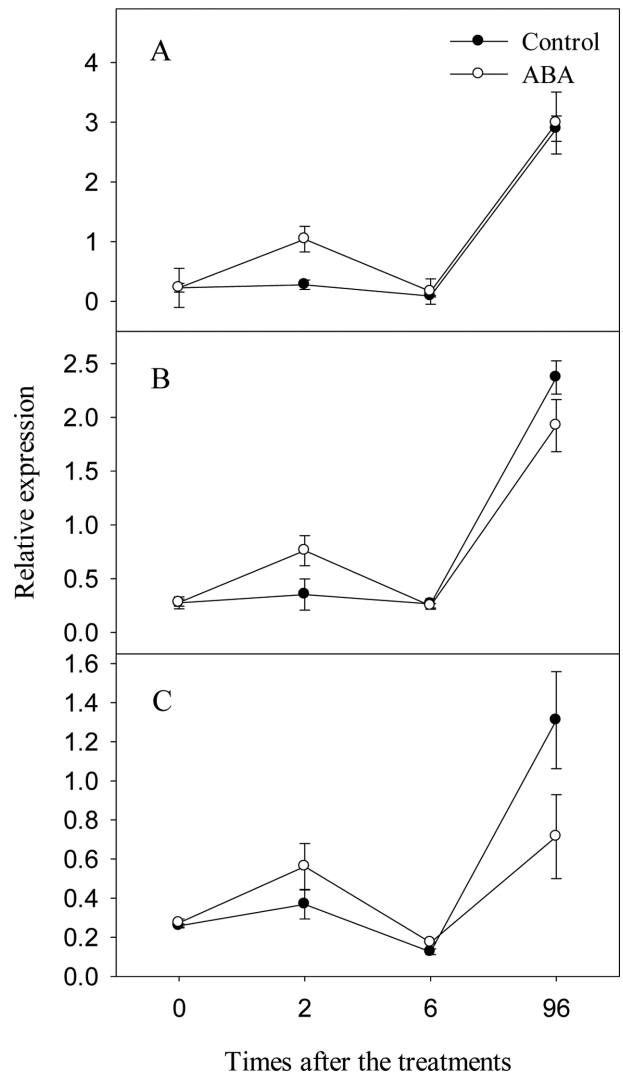 A
Control
ABA
4
3
2
1
0
B
2.5
2.0
1.5
1.0
0.5
0.0
Relative expression
C
1.6
1.4
1.2
1.0
0.8
0.6
0.4
0.2
0.0
0 2 6 96
Times after the treatments